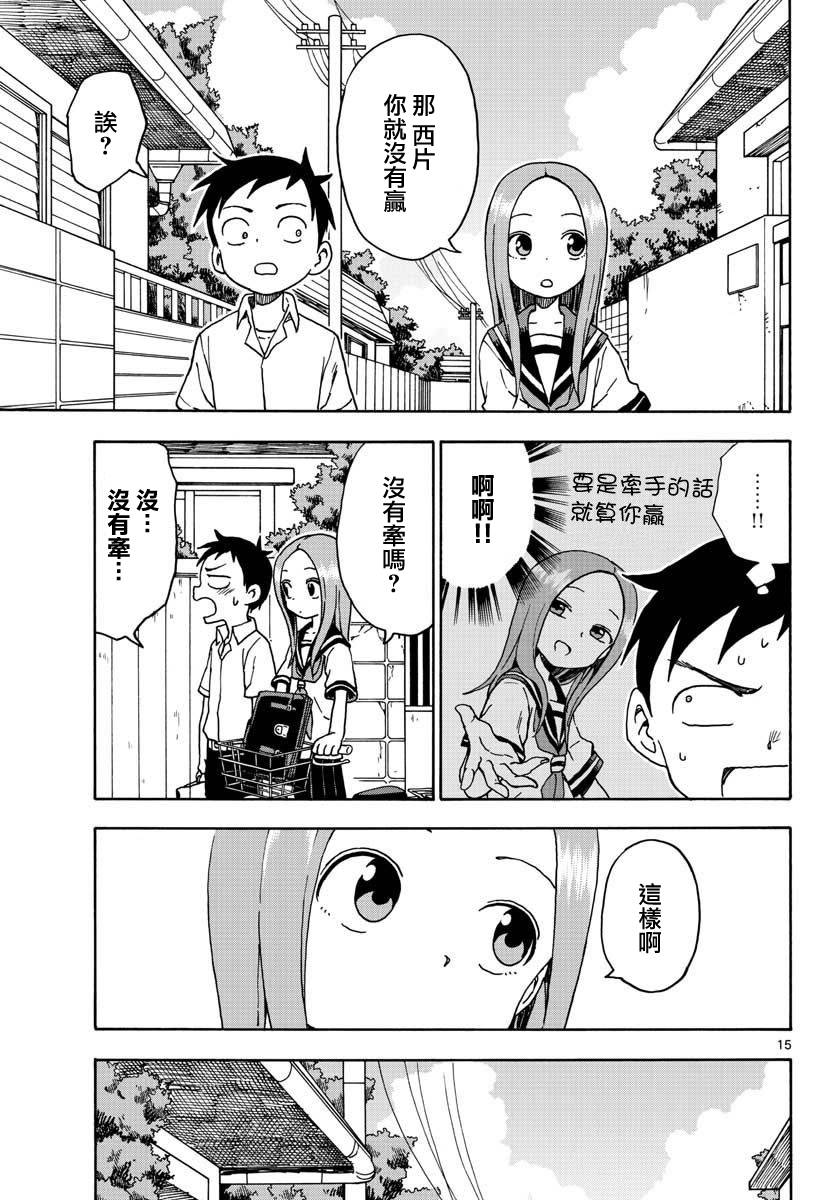 那 西片
你就沒有贏
誒?
……!!
要是牽手的話
就算你贏
啊啊!!
沒有牽嗎?
沒…
沒有牽…
這樣啊
15